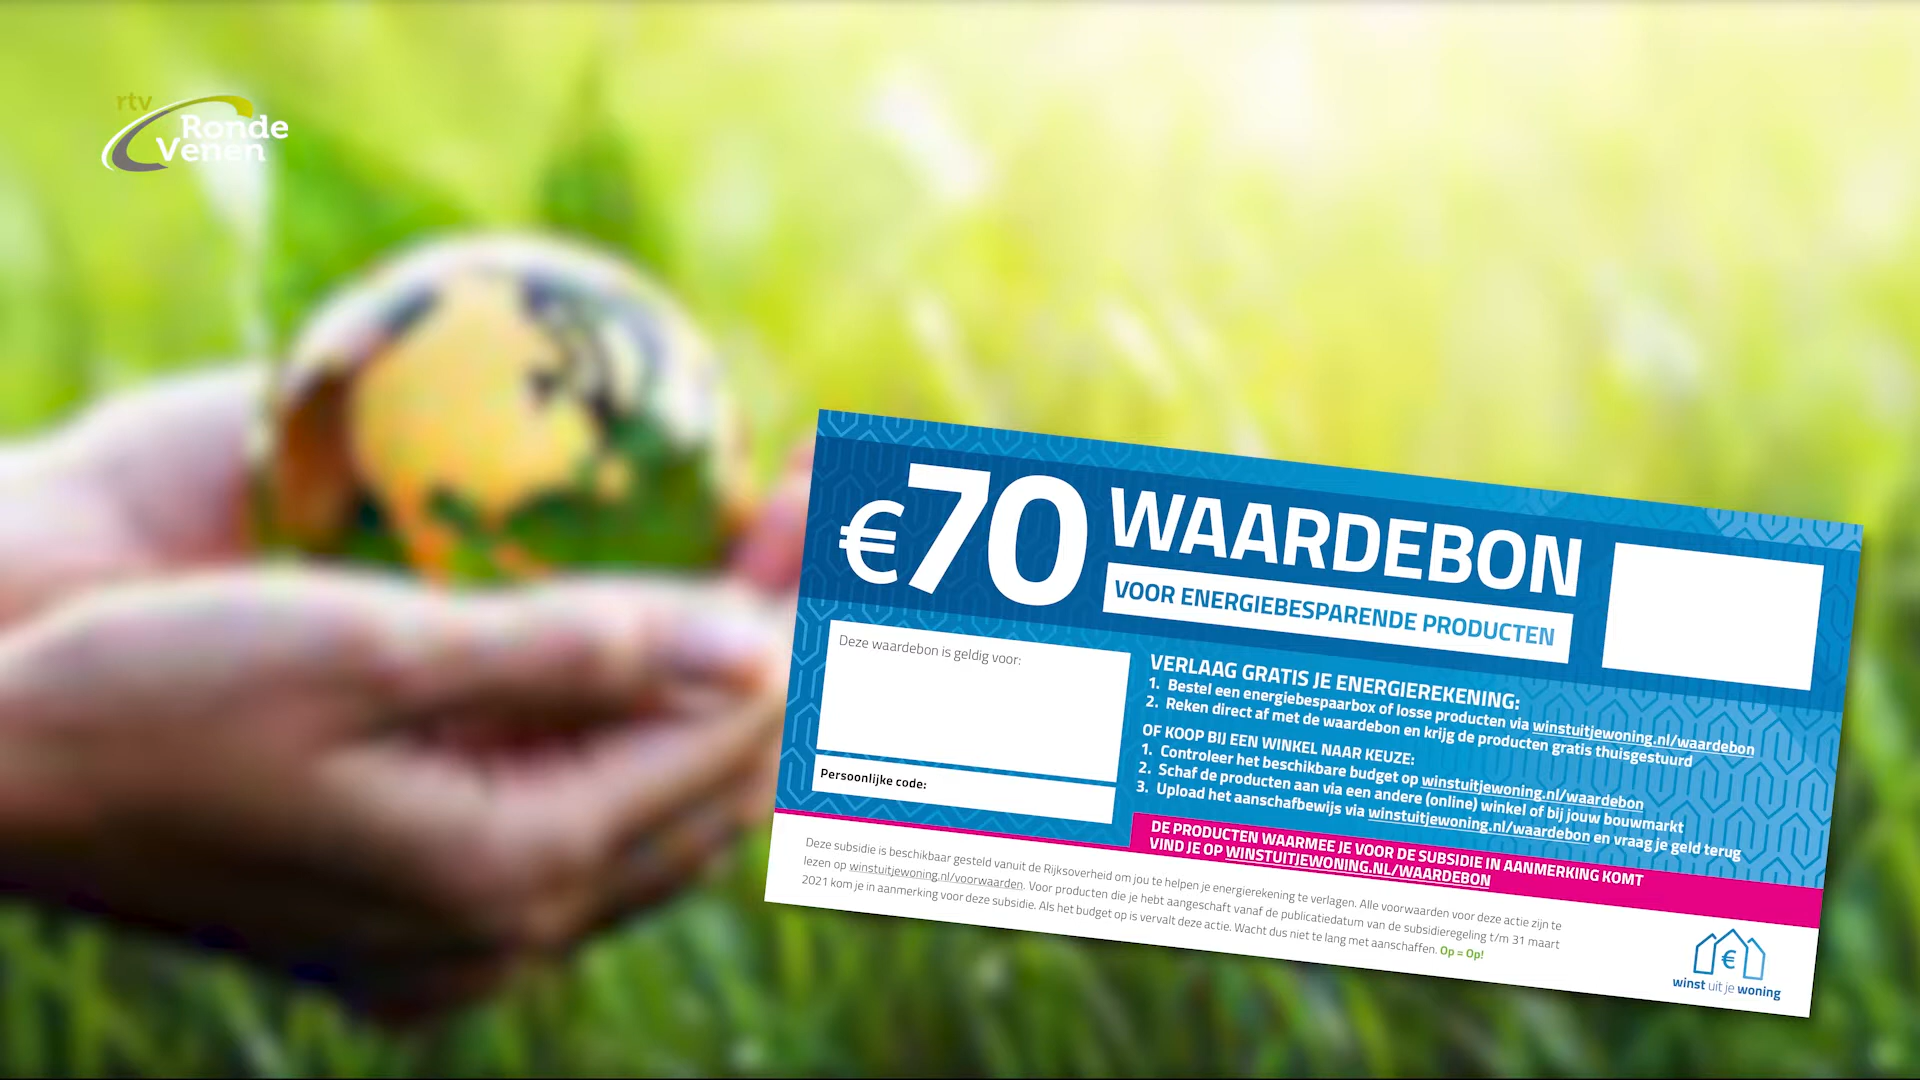 rtv
Ronde
Venen
€70 WAARDEBON
VOOR ENERGIEBESPARENDE PRODUCTEN
Deze waardebon is geldig voor:
Persoonlijke code:
VERLAAG GRATIS JE ENERGIEREKENING:
1. Bestel een energiebespaarbox of losse producten via winstuitjewoning.nl/waardebon
2. Reken direct af met de waardebon en krijg de producten gratis thuisgestuurd
OF KOOP BIJ EEN WINKEL NAAR KEUZE:
1. Controleer het beschikbare budget op winstuitjewoning.nl/waardebon
2. Schaf de producten aan via een andere (online) winkel of bij jouw bouwmarkt
3. Upload het aanschafbewijs via winstuitjewoning.nl/waardebon en vraag je geld terug
DE PRODUCTEN WAARMEE JE VOOR DE SUBSIDIE IN AANMERKING KOMT
VIND JE OP WINSTUITJEWONING.NL/WAARDEBON
Deze subsidie is beschikbaar gesteld vanuit de Rijksoverheid om jou te helpen je energierekening te verlagen. Alle voorwaarden voor deze actie zijn te
lezen op winstuitjewoning.nl/voorwaarden. Voor producten die je hebt aangeschaft vanaf de publicatiedatum van de subsidieregeling t/m 31 maart
2021 kom je in aanmerking voor deze subsidie. Als het budget op is vervalt deze actie. Wacht dus niet te lang met aanschaffen. Op = Op!
€
winst uit je woning